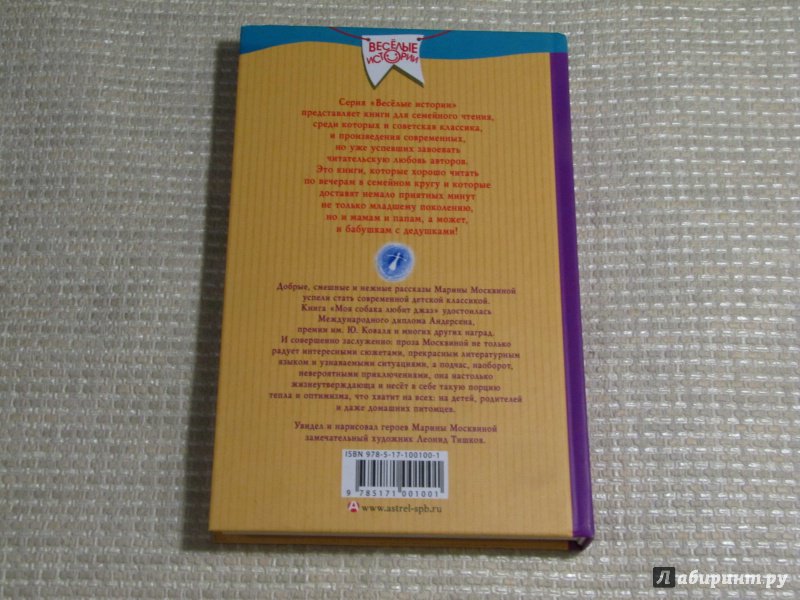 ВЕСЁЛЫЕ
ИСТОРИИ
Серия «Весёлые истории»
представляет книги для семейного чтения,
среди которых и советская классика,
и произведения современных,
но уже успевших завоевать
читательскую любовь авторов.
Это книги, которые хорошо читать
по вечерам в семейном кругу и которые
доставят немало приятных минут
не только младшему поколению,
но и мамам и папам, а может,
и бабушкам с дедушками!
Добрые, смешные и нежные рассказы Марины Москвиной
успели стать современной детской классикой.
Книга «Моя собака любит джаз» удостоилась
Международного диплома Андерсена,
премии им. Ю. Коваля и многих других наград.
И совершенно заслуженно: проза Москвиной не только
радует интересными сюжетами, прекрасным литературным
языком и узнаваемыми ситуациями, а подчас, наоборот,
невероятными приключениями, она настолько
жизнеутверждающа и несёт в себе такую порцию
тепла и оптимизма, что хватит на всех: на детей, родителей
и даже домашних питомцев.
Увидел и нарисовал героев Марины Москвиной
замечательный художник Леонид Тишков.
ISBN 978-5-17-100100-1
9 785171 001001
www.astrel-spb.ru
Лабиринт.ру